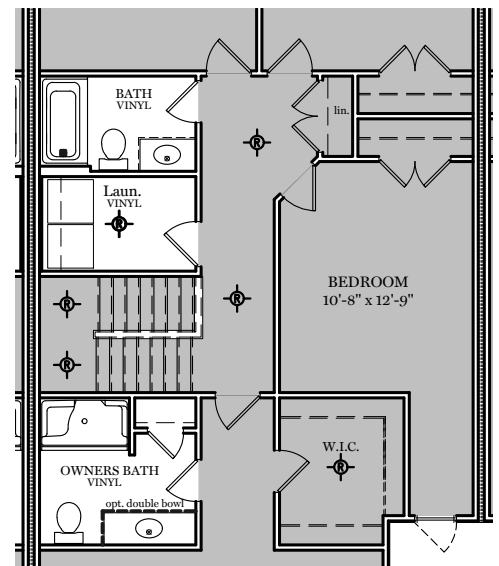 BATH
VINYL
lin.
R
Laun.
VINYL
R
BEDROOM
10'-8" x 12'-9"
R
R
R
W.I.C.
R
OWNERS BATH
VINYL
opt. double bowl